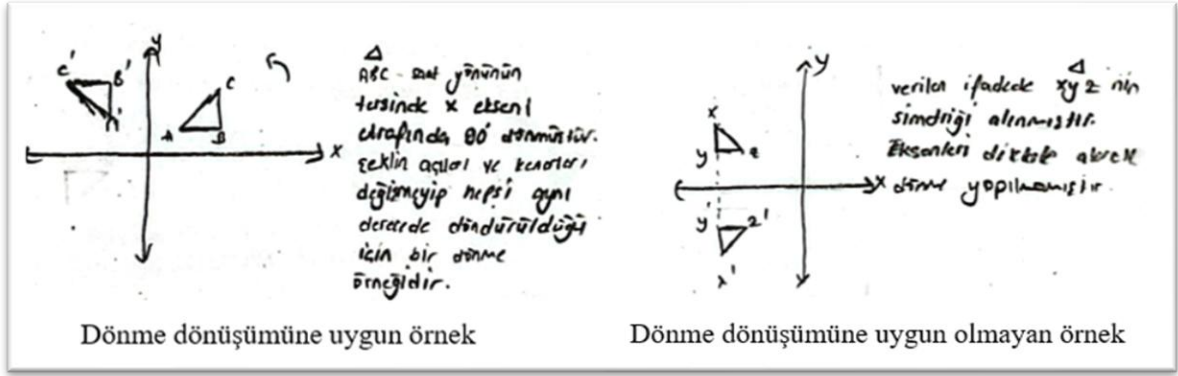 y
C'
B'
A'
C
A
B
x
△
ABC saat yönünün
tersinde x ekseni
etrafında 90° dönmüştür.
şeklin açıları ve kenarları
değişmeyip hepsi aynı
derecede döndürüldüğü
için bir dönme
örneğidir.
Dönme dönüşümüne uygun örnek
y
x
y
z
x
y'
z'
x'
△
verilen ifadede xyz nin
simetriği alınmıştır.
Eksenleri dikkate alarak
dönme yapılmamıştır.
Dönme dönüşümüne uygun olmayan örnek